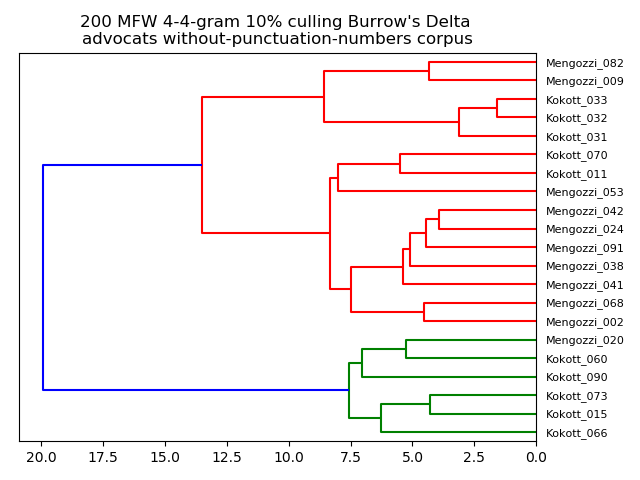 200 MFW 4-4-gram 10% culling Burrow's Delta
advocats without-punctuation-numbers corpus
Mengozzi_082
Mengozzi_009
Kokott_033
Kokott_032
Kokott_031
Kokott_070
Kokott_011
Mengozzi_053
Mengozzi_042
Mengozzi_024
Mengozzi_091
Mengozzi_038
Mengozzi_041
Mengozzi_068
Mengozzi_002
Mengozzi_020
Kokott_060
Kokott_090
Kokott_073
Kokott_015
Kokott_066
20.0 17.5 15.0 12.5 10.0 7.5 5.0 2.5 0.0